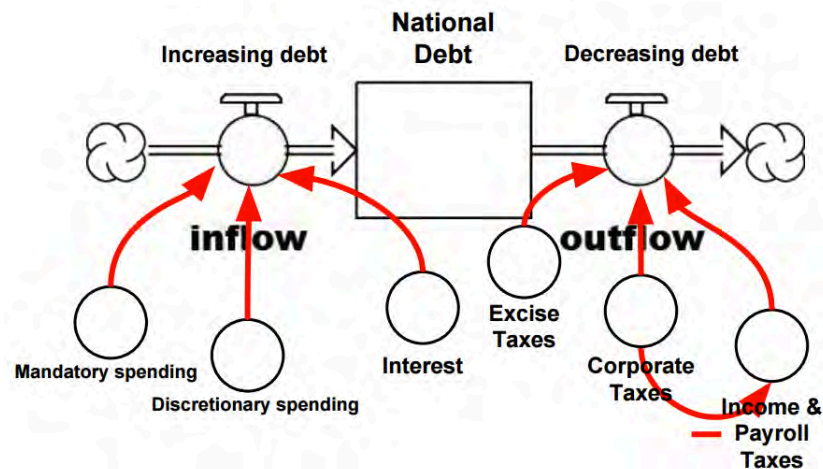 National
Debt
Increasing debt
Decreasing debt
inflow
outflow
Excise
Taxes
Mandatory spending
Discretionary spending
Interest
Corporate
Taxes
Income &
Payroll
Taxes